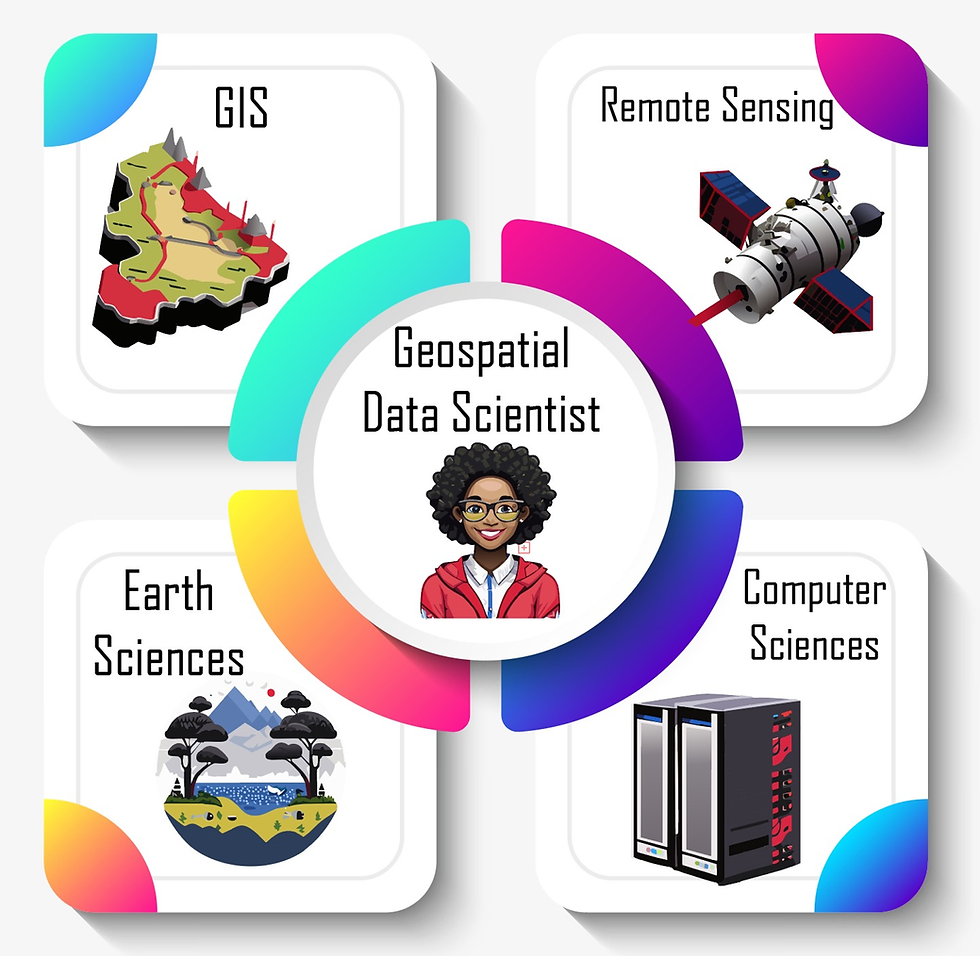 GIS
Remote Sensing
Geospatial
Data Scientist
Earth
Sciences
Computer
Sciences